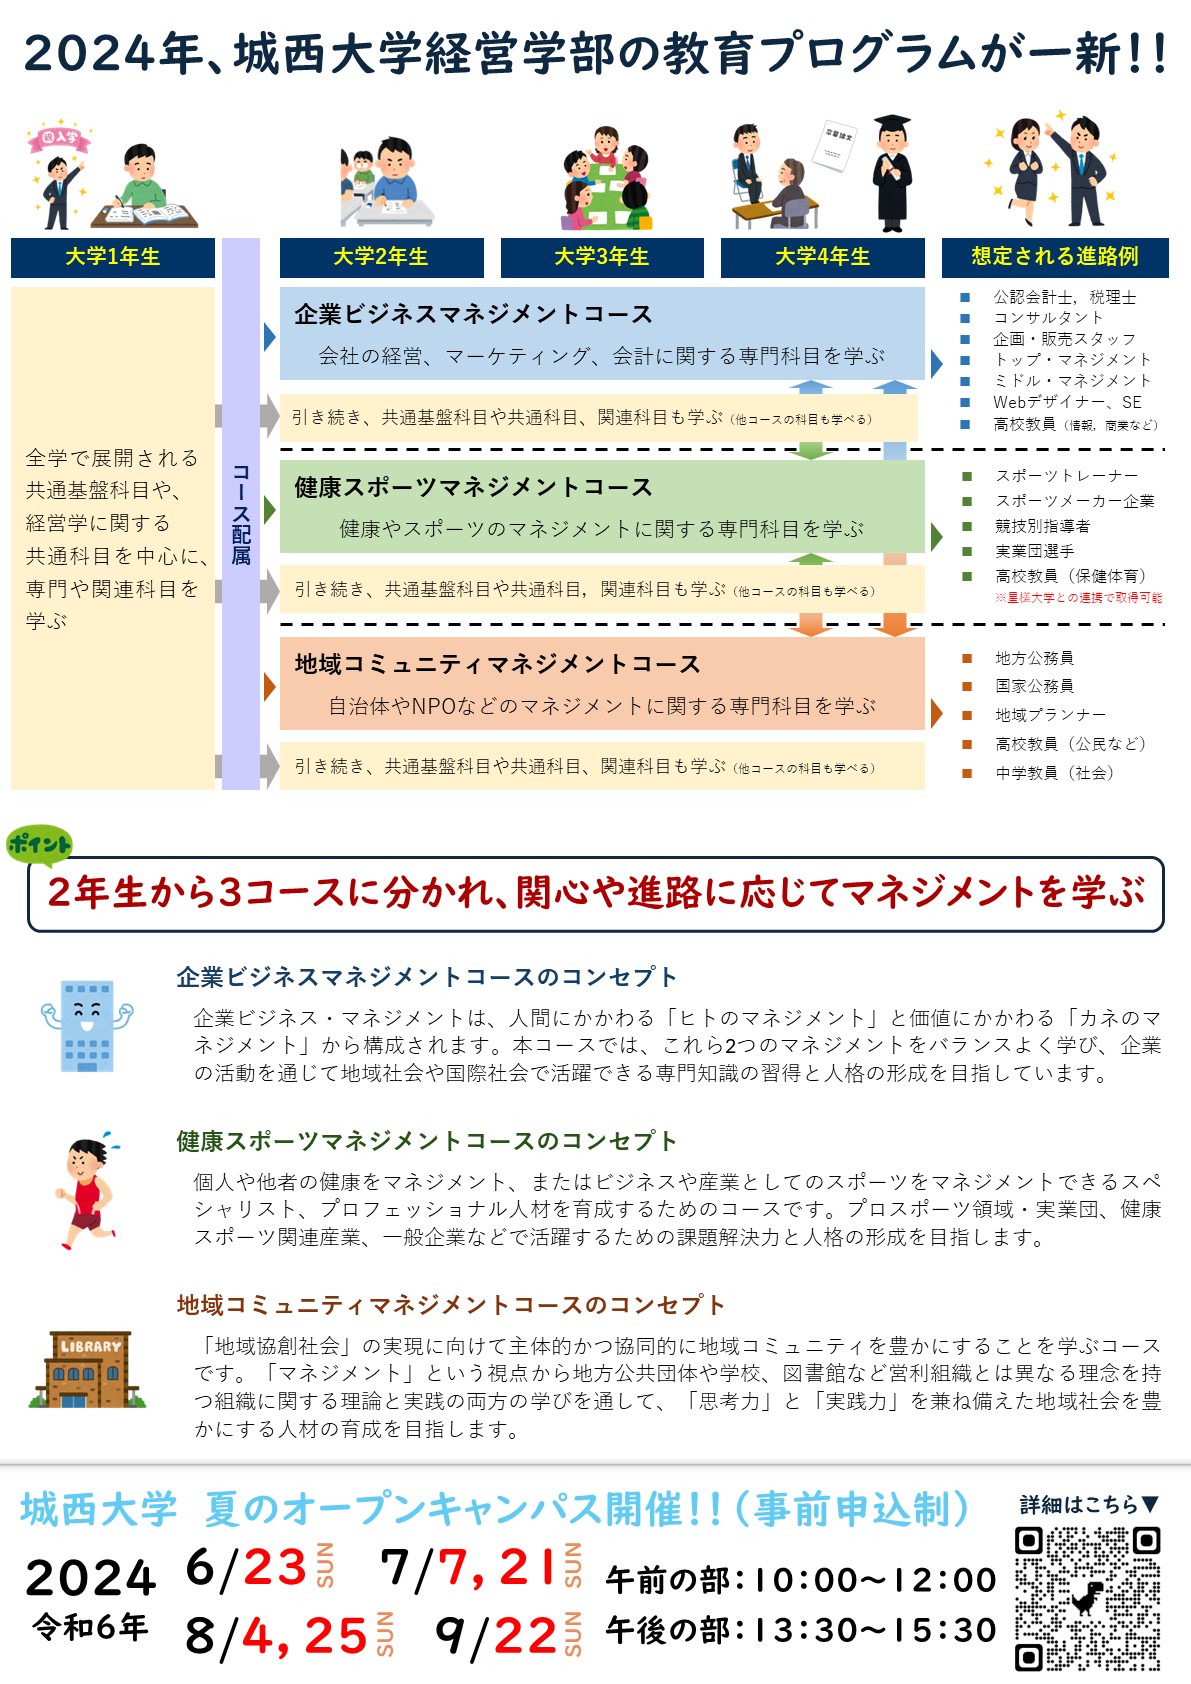 2024年、城西大学経営学部の教育プログラムが一新!!
祝入学
卒業論文
大学1年生
大学2年生
大学3年生
大学4年生
想定される進路例
全学で展開される
共通基盤科目や、
経営学に関する
共通科目を中心に、
専門や関連科目を
学ぶ
コース配属
企業ビジネスマネジメントコース
会社の経営、マーケティング、会計に関する専門科目を学ぶ
引き続き、共通基盤科目や共通科目、関連科目も学ぶ（他コースの科目も学べる）
■ 公認会計士，税理士
■ コンサルタント
■ 企画・販売スタッフ
■ トップ・マネジメント
■ ミドル・マネジメント
■ Webデザイナー、SE
■ 高校教員（情報，商業など）
健康スポーツマネジメントコース
健康やスポーツのマネジメントに関する専門科目を学ぶ
引き続き、共通基盤科目や共通科目，関連科目も学ぶ（他コースの科目も学べる）
■ スポーツトレーナー
■ スポーツメーカー企業
■ 競技別指導者
■ 実業団選手
■ 高校教員（保健体育）
※星槎大学との連携で取得可能
地域コミュニティマネジメントコース
自治体やNPOなどのマネジメントに関する専門科目を学ぶ
引き続き、共通基盤科目や共通科目、関連科目も学ぶ（他コースの科目も学べる）
■ 地方公務員
■ 国家公務員
■ 地域プランナー
■ 高校教員（公民など）
■ 中学教員（社会）
ポイント
2年生から3コースに分かれ、関心や進路に応じてマネジメントを学ぶ
企業ビジネスマネジメントコースのコンセプト
企業ビジネス・マネジメントは、人間にかかわる「ヒトのマネジメント」と価値にかかわる「カネのマ
ネジメント」から構成されます。本コースでは、これら2つのマネジメントをバランスよく学び、企業
の活動を通じて地域社会や国際社会で活躍できる専門知識の習得と人格の形成を目指しています。
健康スポーツマネジメントコースのコンセプト
個人や他者の健康をマネジメント、またはビジネスや産業としてのスポーツをマネジメントできるスペ
シャリスト、プロフェッショナル人材を育成するためのコースです。プロスポーツ領域・実業団、健康
スポーツ関連産業、一般企業などで活躍するための課題解決力と人格の形成を目指します。
地域コミュニティマネジメントコースのコンセプト
LIBRARY
「地域協創社会」の実現に向けて主体的かつ協同的に地域コミュニティを豊かにすることを学ぶコース
です。「マネジメント」という視点から地方公共団体や学校、図書館など営利組織とは異なる理念を持
つ組織に関する理論と実践の両方の学びを通して、「思考力」と「実践力」を兼ね備えた地域社会を豊
かにする人材の育成を目指します。
城西大学 夏のオープンキャンパス開催!!（事前申込制）
詳細はこちら▼
2024
令和6年
6/23 SUN
7/7, 21 SUN
8/4, 25 SUN
9/22 SUN
午前の部：10:00～12:00
午後の部：13:30～15:30